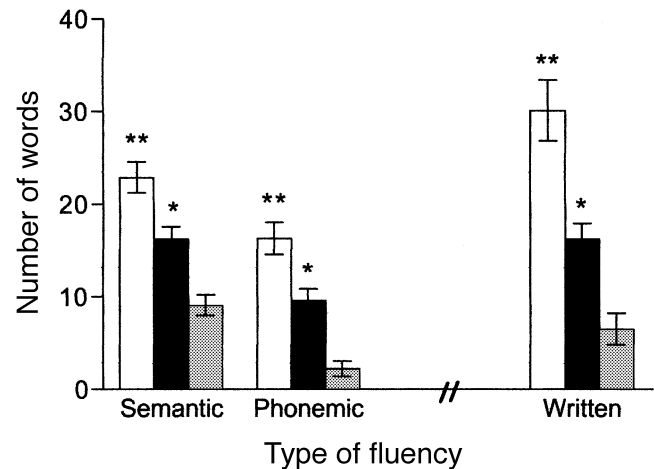 Number of words
40
30
20
10
0
**
*
**
*
**
*
Semantic
Phonemic
//
Written
Type of fluency